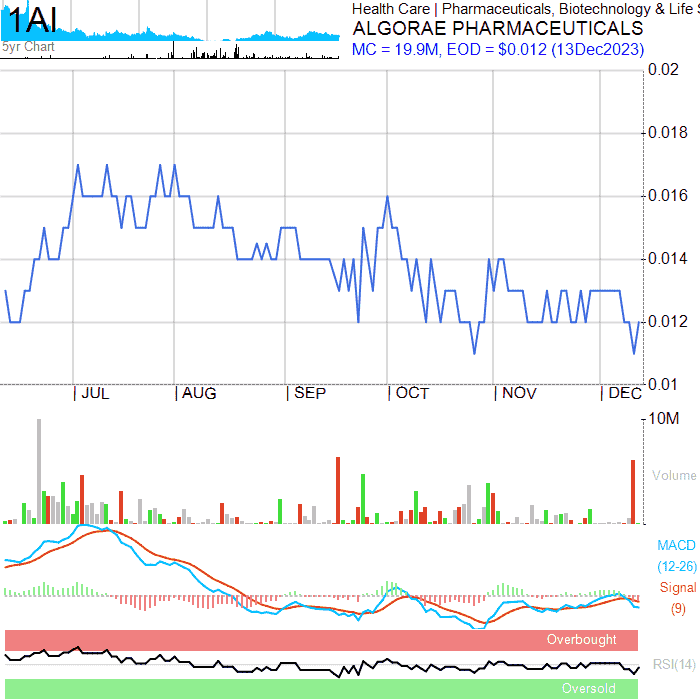 1AI
5yr Chart
Health Care | Pharmaceuticals, Biotechnology & Life S
ALGORAE PHARMACEUTICALS
MC = 19.9M, EOD = $0.012 (13Dec2023)
0.02
0.018
0.016
0.014
0.012
0.01
| JUL | AUG | SEP | OCT | NOV | DEC
10M
Volume
MACD
(12-26)
Signal
(9)
Overbought
RSI(14)
Oversold